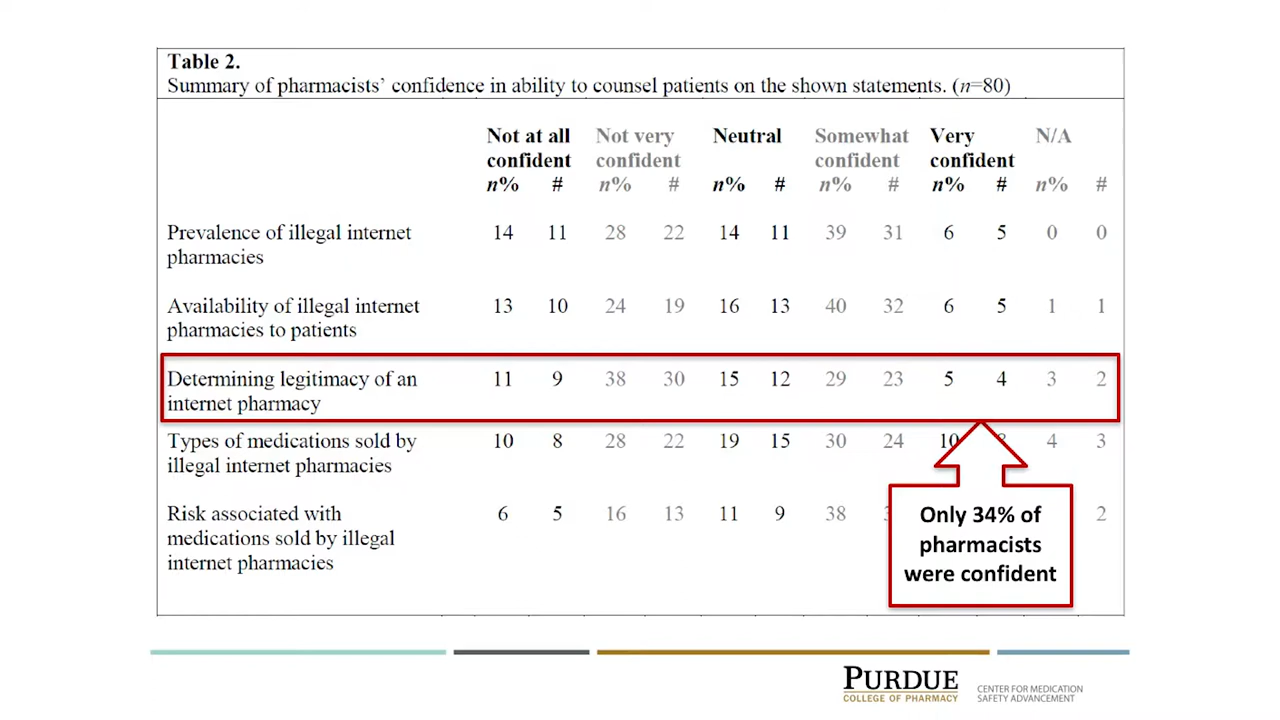 Table 2.
Summary of pharmacists' confidence in ability to counsel patients on the shown statements. (n=80)
Not at all confident Not very confident Neutral Somewhat confident Very confident N/A
n% # n% # n% # n% # n% # n% #
Prevalence of illegal internet 14 11 28 22 14 11 39 31 6 5 0 0
pharmacies
Availability of illegal internet 13 10 24 19 16 13 40 32 6 5 1 1
pharmacies to patients
Determining legitimacy of an 11 9 38 30 15 12 29 23 5 4 3 2
internet pharmacy
Types of medications sold by 10 8 28 22 19 15 30 24 10 4 3
illegal internet pharmacies
Risk associated with 6 5 16 13 11 9 38 2
medications sold by illegal
internet pharmacies
Only 34% of
pharmacists
were confident
PURDUE
COLLEGE OF PHARMACY
CENTER FOR MEDICATION
SAFETY ADVANCEMENT